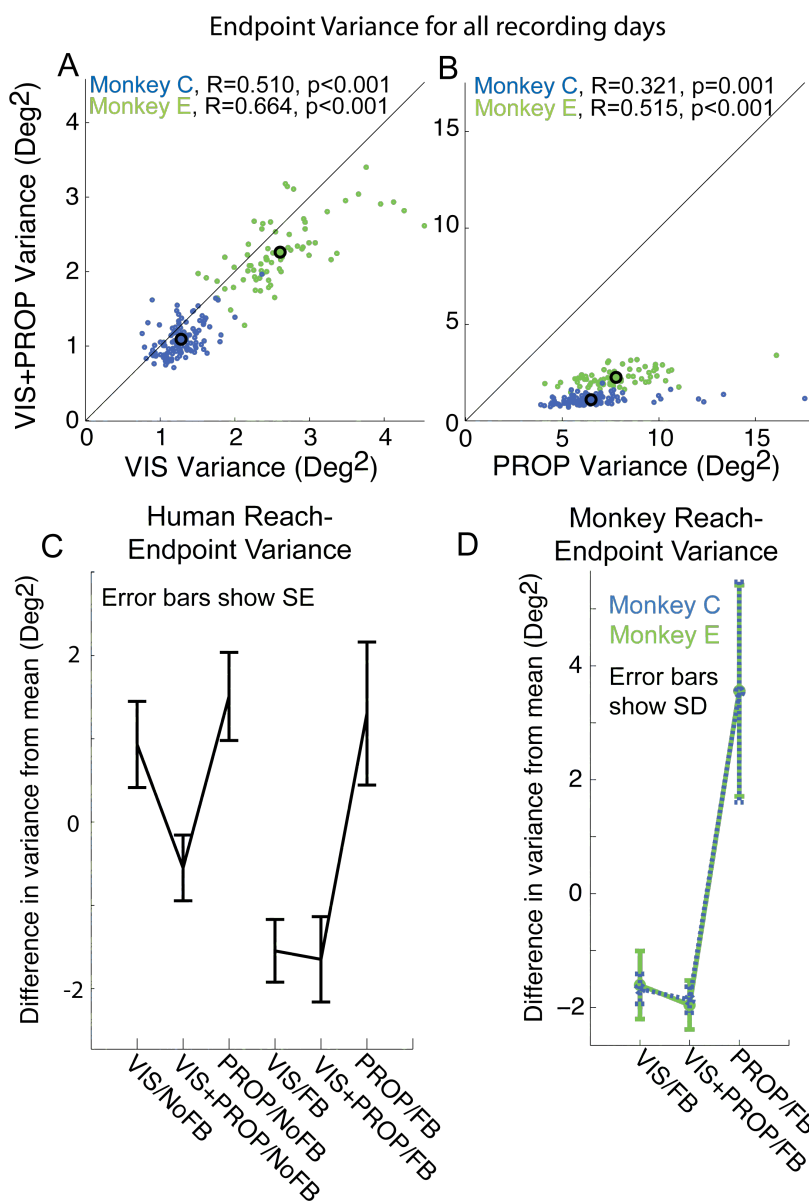 Endpoint Variance for all recording days
A
Monkey C, R=0.510, p<0.001
Monkey E, R=0.664, p<0.001
VIS+PROP Variance (Deg2)
4
3
2
1
0
0
1
2
3
4
VIS Variance (Deg2)
B
Monkey C, R=0.321, p=0.001
Monkey E, R=0.515, p<0.001
15
10
5
0
0
5
10
15
PROP Variance (Deg2)
C
Human Reach-
Endpoint Variance
Error bars show SE
Difference in variance from mean (Deg2)
2
0
-2
VIS/NoFB
VIS+PROP/NoFB
PROP/NoFB
VIS/FB
VIS+PROP/FB
PROP/FB
D
Monkey Reach-
Endpoint Variance
Monkey C
Monkey E
Error bars
show SD
Difference in variance from mean (Deg2)
4
2
0
−2
VIS/FB
VIS+PROP/FB
PROP/FB